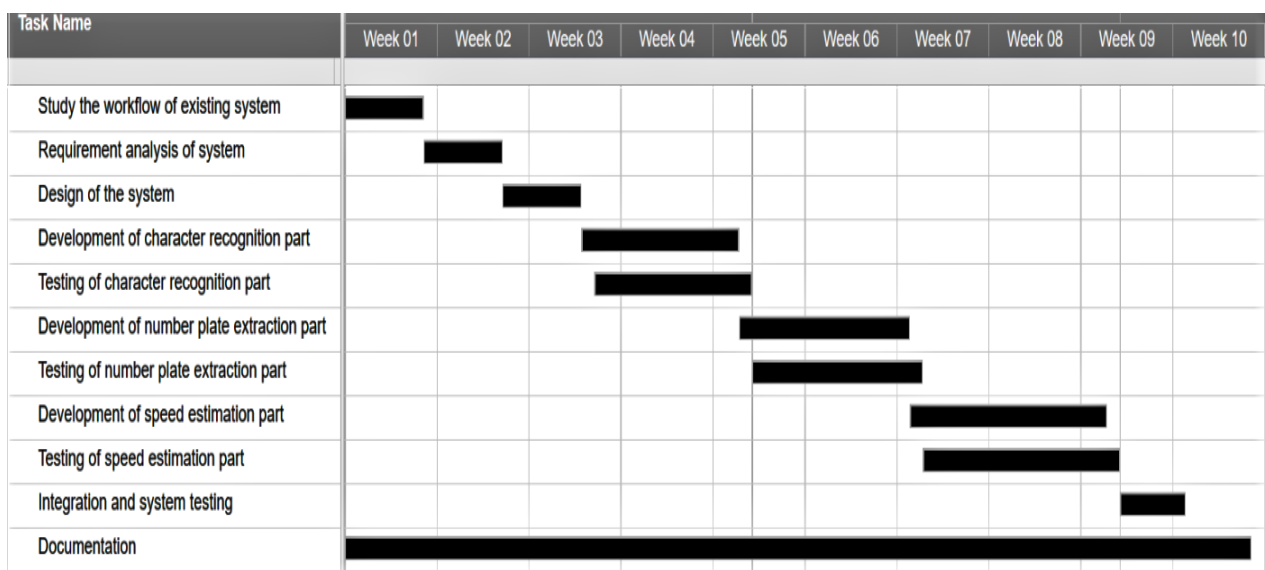 Task Name
Week 01 Week 02 Week 03 Week 04 Week 05 Week 06 Week 07 Week 08 Week 09 Week 10
Study the workflow of existing system
Requirement analysis of system
Design of the system
Development of character recognition part
Testing of character recognition part
Development of number plate extraction part
Testing of number plate extraction part
Development of speed estimation part
Testing of speed estimation part
Integration and system testing
Documentation